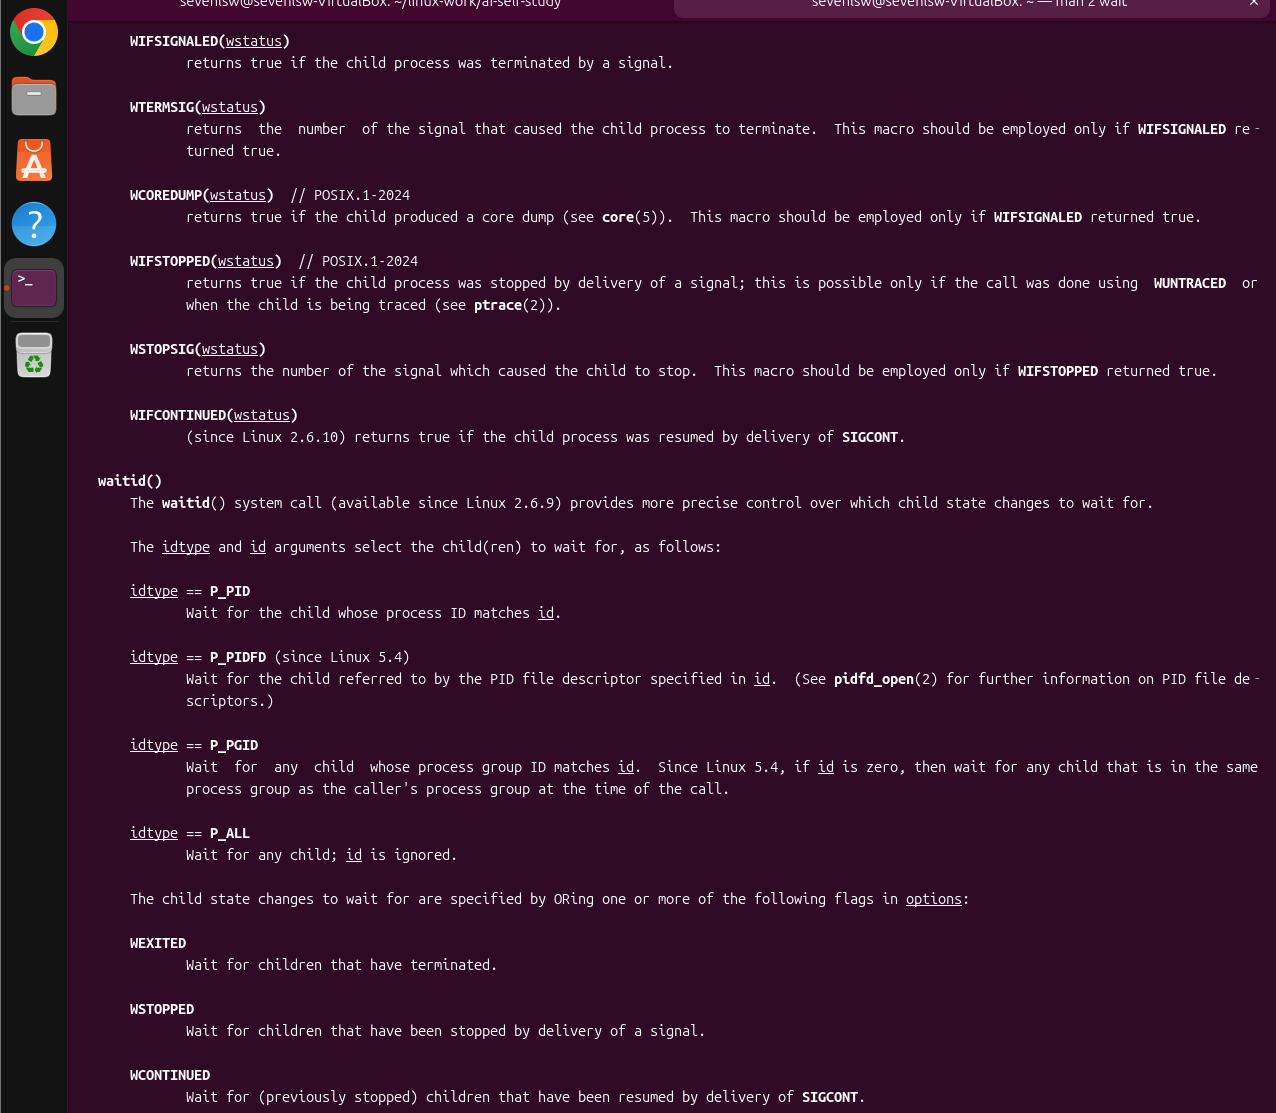 sevenlsw@sevenlsw-VirtualBox: ~/linux-work/ai-self-study
sevenlsw@sevenlsw-VirtualBox: ~ — man 2 wait
WIFSIGNALED(wstatus)
returns true if the child process was terminated by a signal.
WTERMSIG(wstatus)
returns  the  number  of the signal that caused the child process to terminate.  This macro should be employed only if WIFSIGNALED re‐
turned true.
WCOREDUMP(wstatus)  // POSIX.1-2024
returns true if the child produced a core dump (see core(5)).  This macro should be employed only if WIFSIGNALED returned true.
WIFSTOPPED(wstatus)  // POSIX.1-2024
returns true if the child process was stopped by delivery of a signal; this is possible only if the call was done using  WUNTRACED  or
when the child is being traced (see ptrace(2)).
WSTOPSIG(wstatus)
returns the number of the signal which caused the child to stop.  This macro should be employed only if WIFSTOPPED returned true.
WIFCONTINUED(wstatus)
(since Linux 2.6.10) returns true if the child process was resumed by delivery of SIGCONT.
waitid()
The waitid() system call (available since Linux 2.6.9) provides more precise control over which child state changes to wait for.
The idtype and id arguments select the child(ren) to wait for, as follows:
idtype == P_PID
Wait for the child whose process ID matches id.
idtype == P_PIDFD (since Linux 5.4)
Wait for the child referred to by the PID file descriptor specified in id.  (See pidfd_open(2) for further information on PID file de‐
scriptors.)
idtype == P_PGID
Wait  for  any  child  whose process group ID matches id.  Since Linux 5.4, if id is zero, then wait for any child that is in the same
process group as the caller's process group at the time of the call.
idtype == P_ALL
Wait for any child; id is ignored.
The child state changes to wait for are specified by ORing one or more of the following flags in options:
WEXITED
Wait for children that have terminated.
WSTOPPED
Wait for children that have been stopped by delivery of a signal.
WCONTINUED
Wait for (previously stopped) children that have been resumed by delivery of SIGCONT.